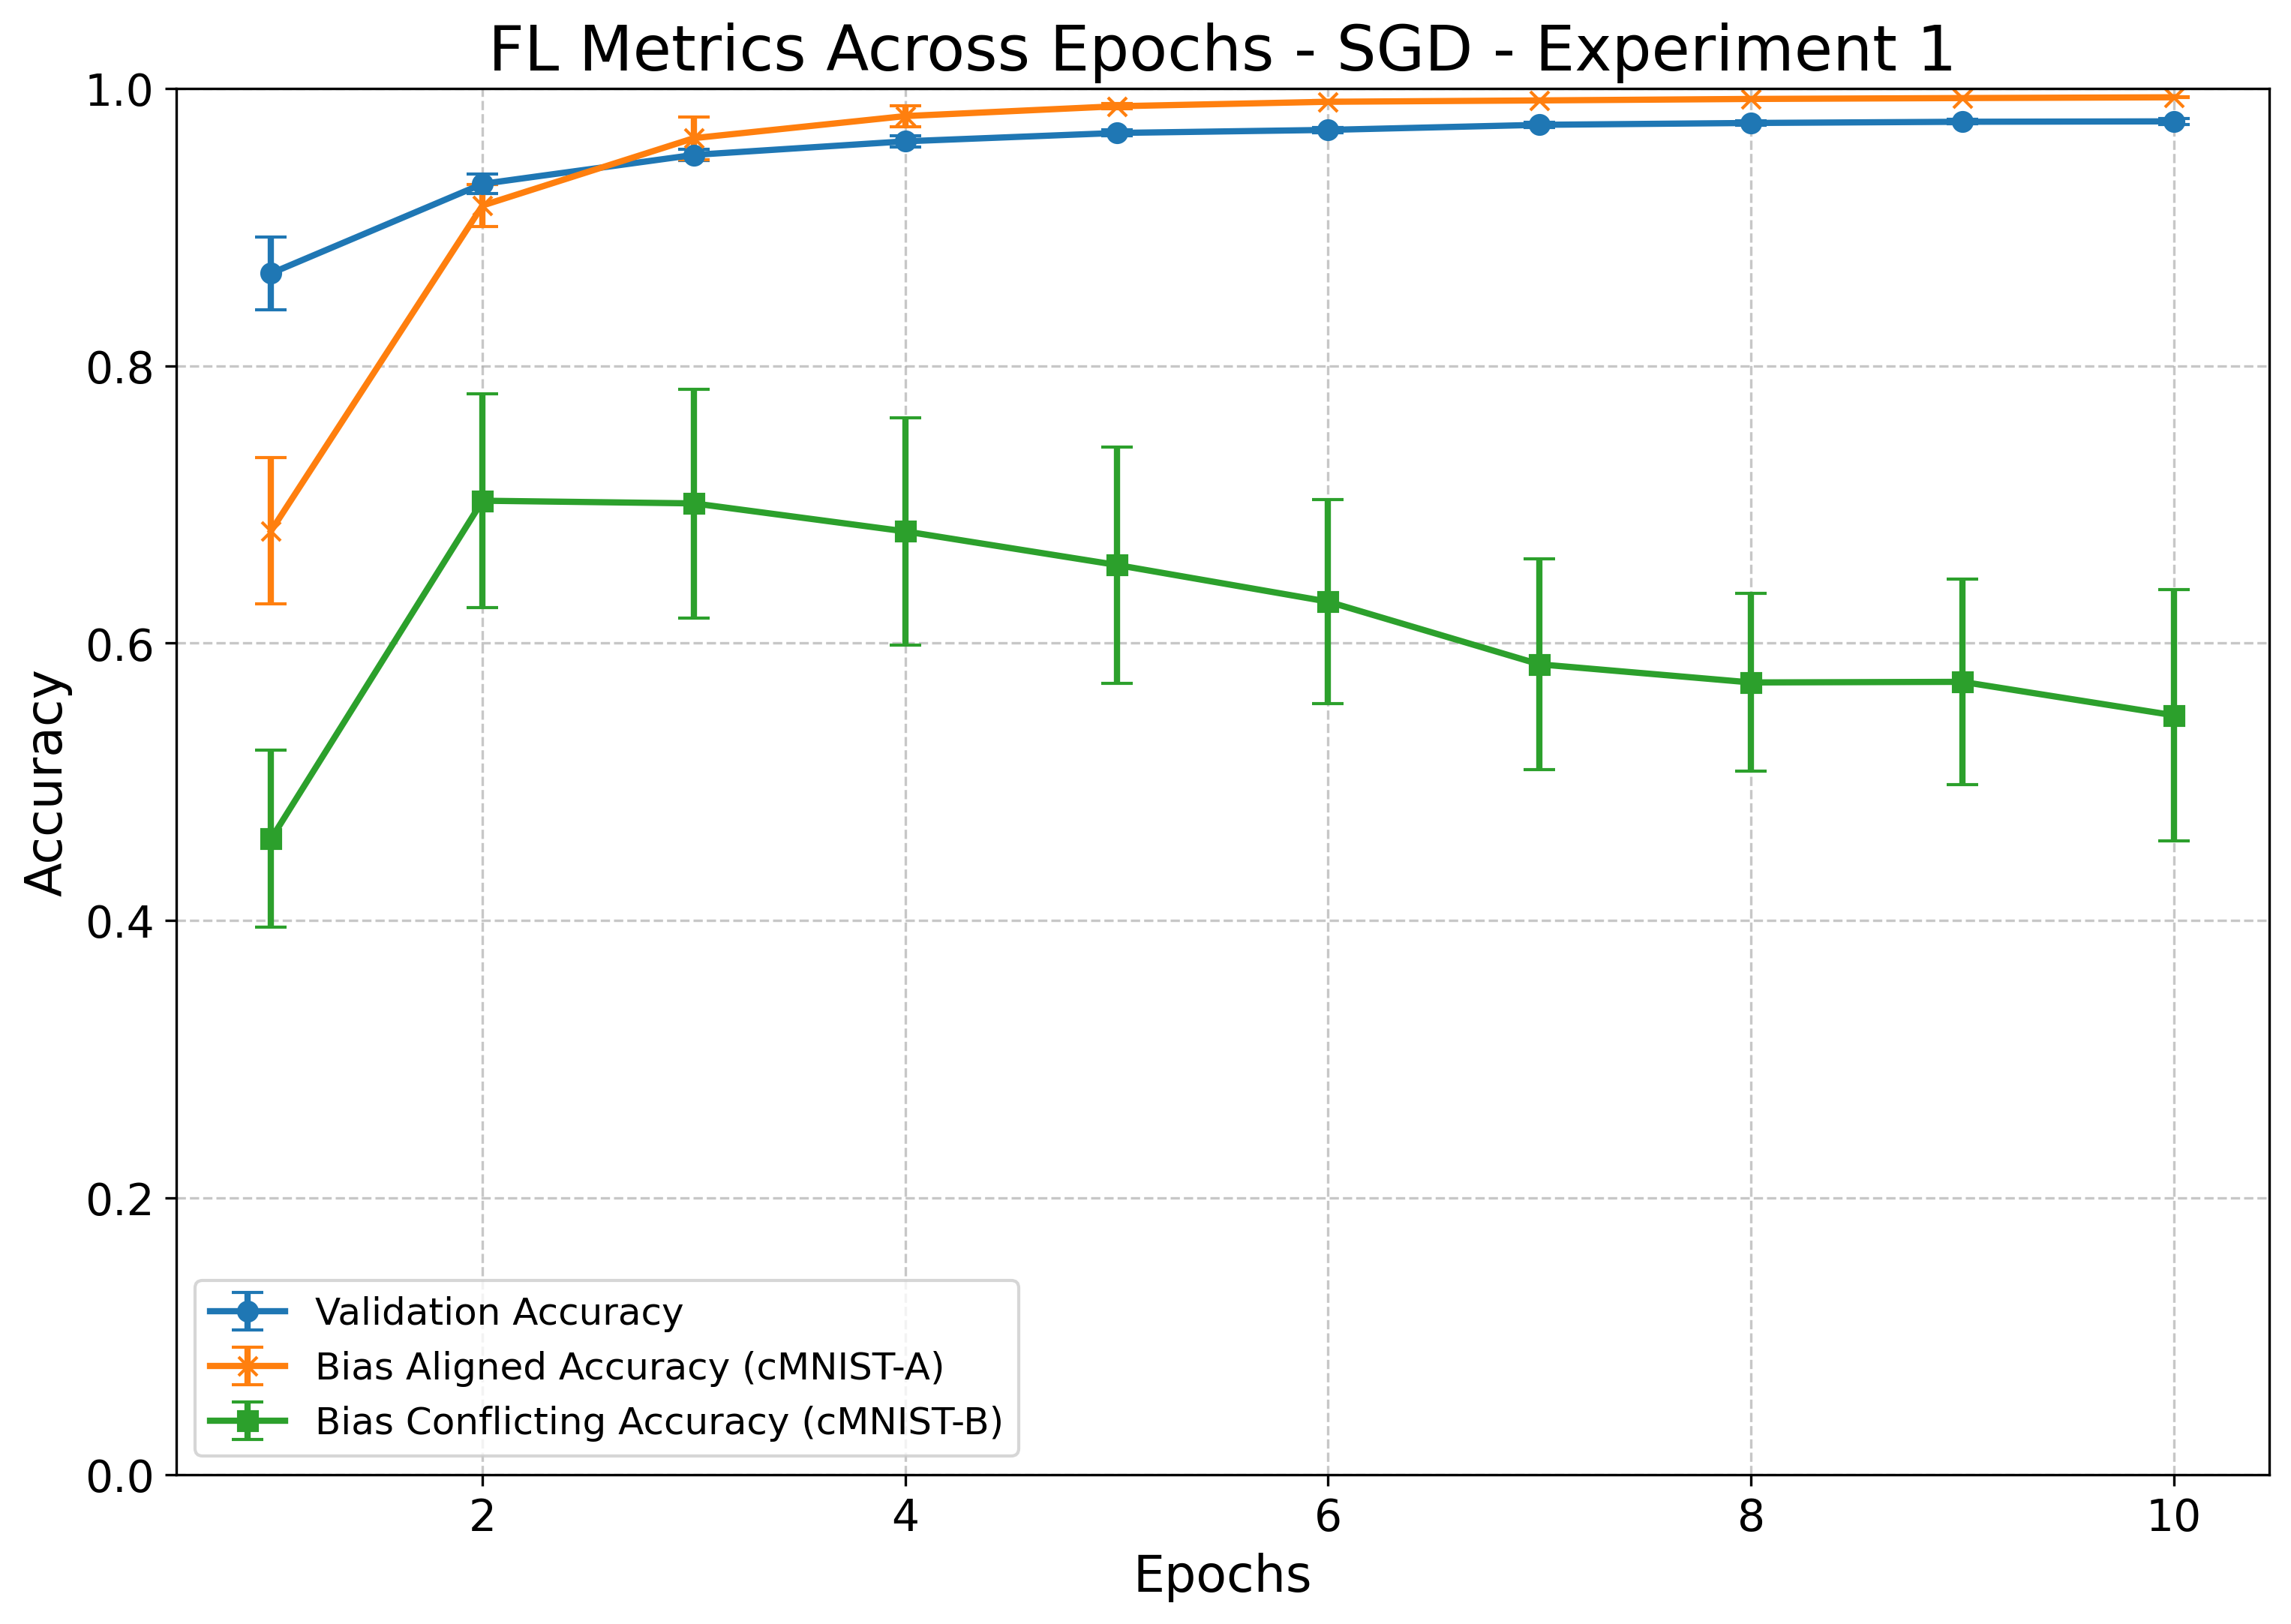 FL Metrics Across Epochs - SGD - Experiment 1
1.0
0.8
0.6
0.4
0.2
0.0
Accuracy
Validation Accuracy
Bias Aligned Accuracy (cMNIST-A)
Bias Conflicting Accuracy (cMNIST-B)
2 4 6 8 10
Epochs